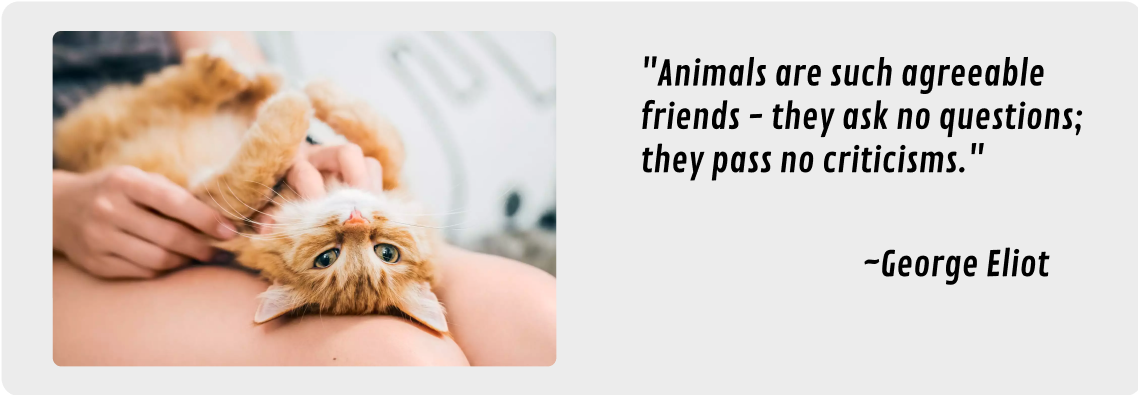 "Animals are such agreeable
friends - they ask no questions;
they pass no criticisms."
~George Eliot